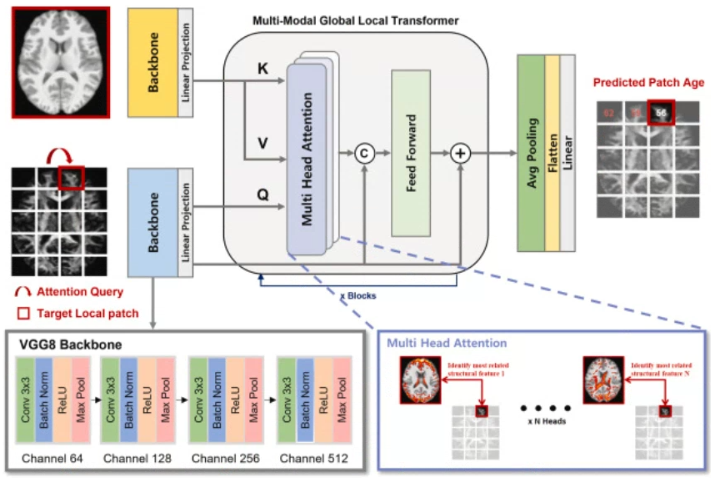 Multi-Modal Global Local Transformer
Backbone
Linear Projection
K
V
Q
Multi Head Attention
C
Feed Forward
+
x Blocks
Avg Pooling
Flatten
Linear
Predicted Patch Age
56
Backbone
Linear Projection
Attention Query
Target Local patch
VGG8 Backbone
Conv 3x3
Batch Norm
ReLU
Max Pool
Channel 64
Conv 3x3
Batch Norm
ReLU
Max Pool
Channel 128
Conv 3x3
Batch Norm
ReLU
Max Pool
Channel 256
Conv 3x3
Batch Norm
ReLU
Max Pool
Channel 512
Multi Head Attention
Identify most related
structural feature 1
x N Heads
Identify most related
structural feature N